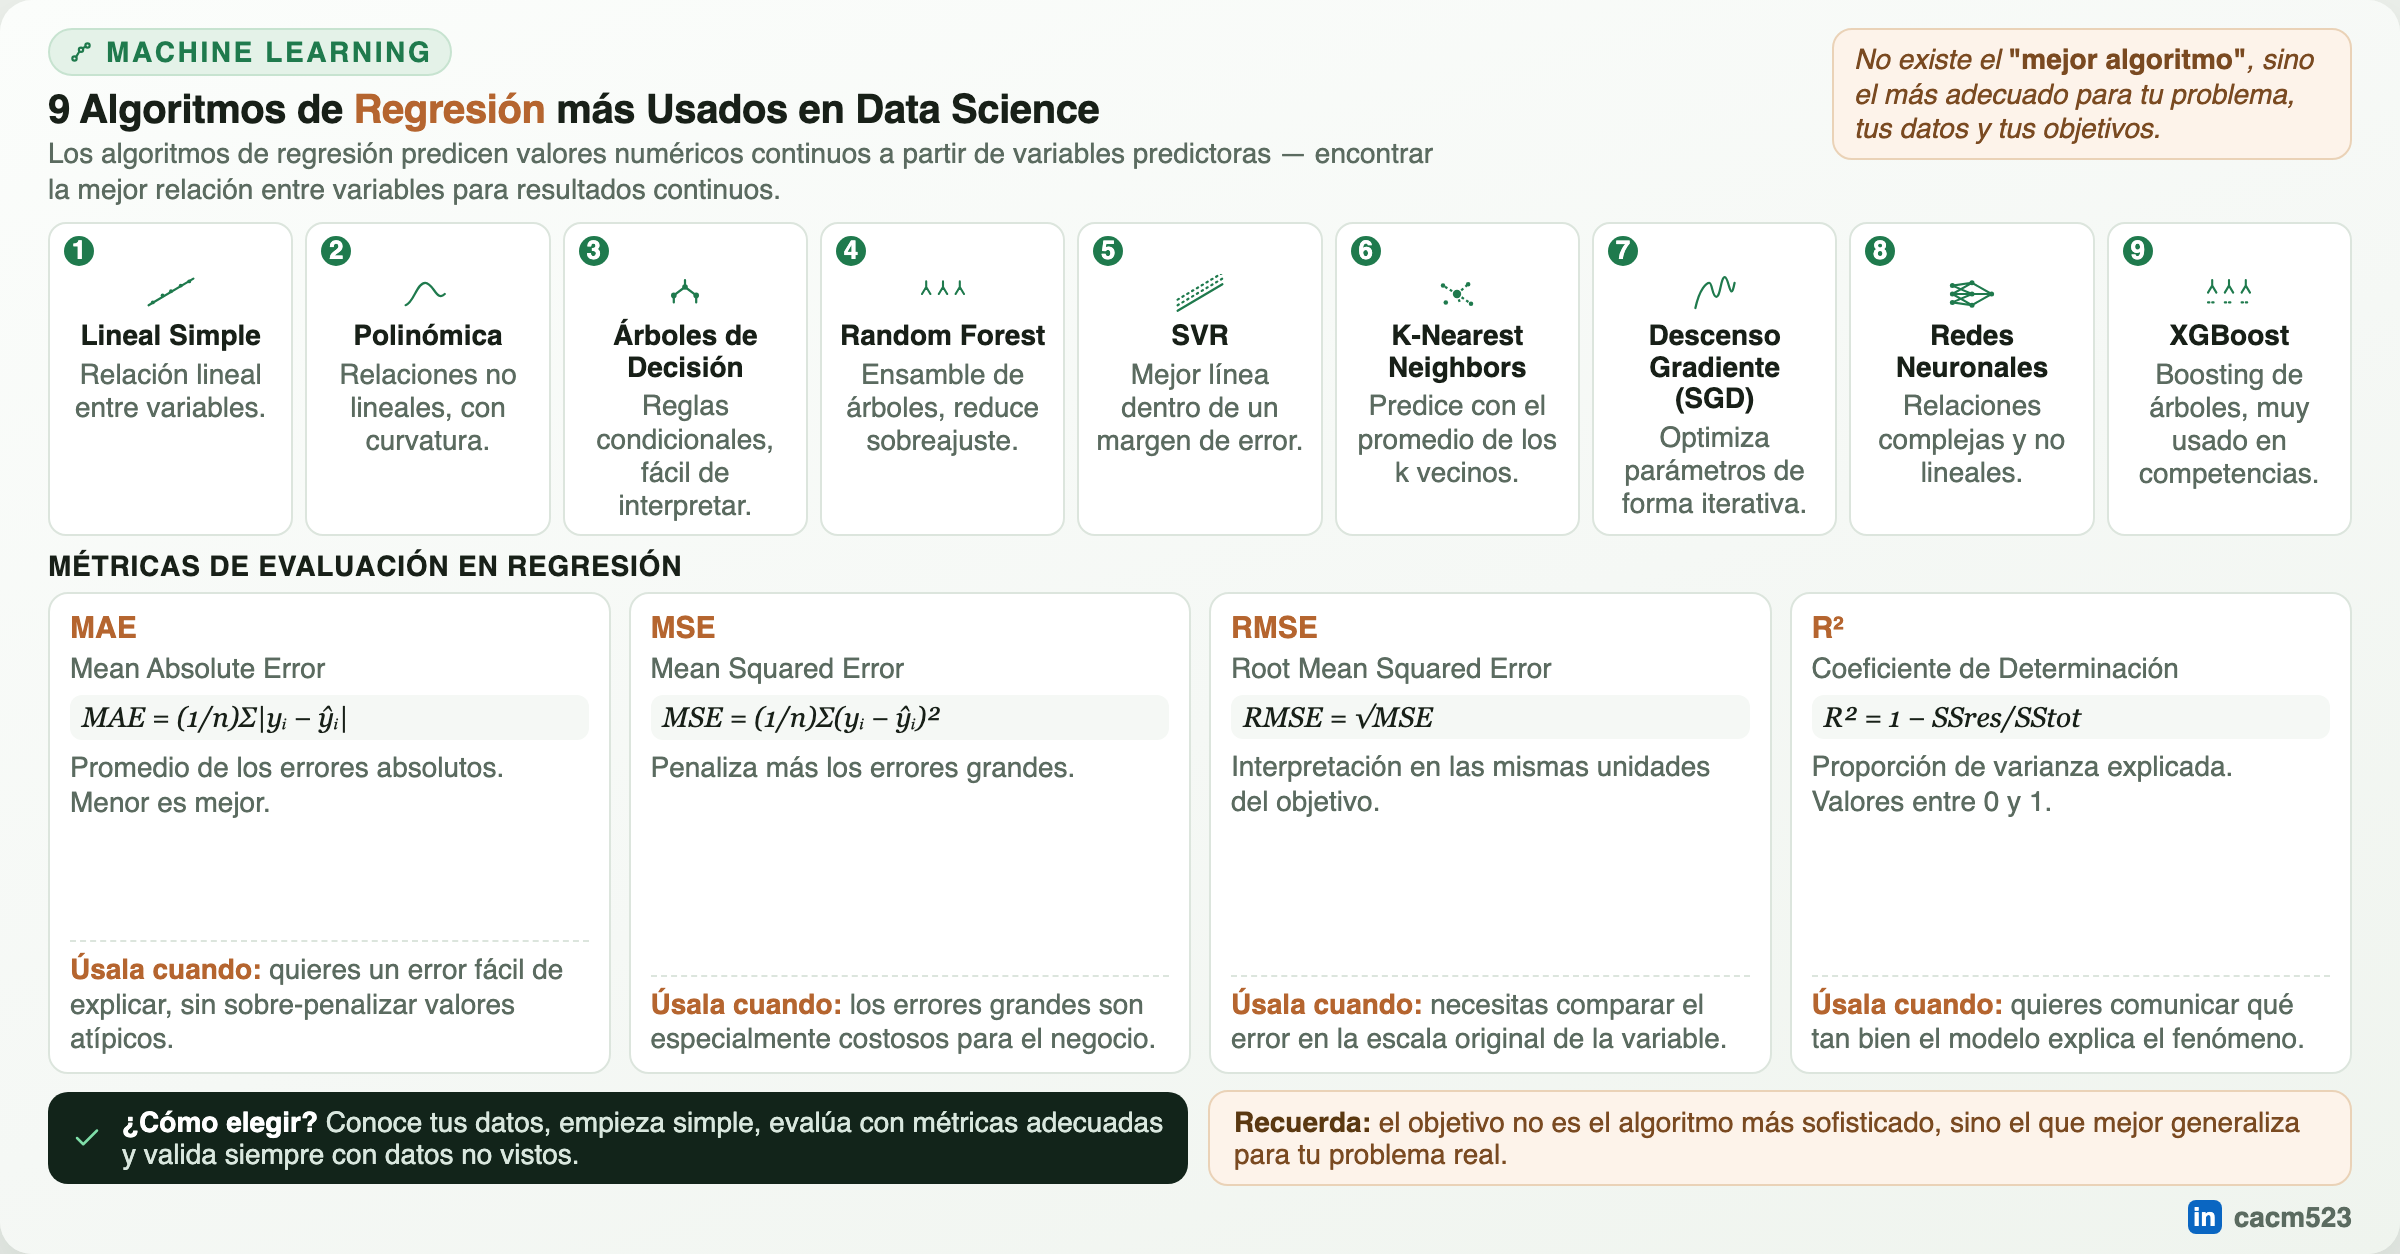 MACHINE LEARNING
9 Algoritmos de Regresión más Usados en Data Science
Los algoritmos de regresión predicen valores numéricos continuos a partir de variables predictoras — encontrar
la mejor relación entre variables para resultados continuos.
No existe el "mejor algoritmo", sino
el más adecuado para tu problema,
tus datos y tus objetivos.
1
Lineal Simple
Relación lineal
entre variables.
2
Polinómica
Relaciones no
lineales, con
curvatura.
3
Árboles de
Decisión
Reglas
condicionales,
fácil de
interpretar.
4
Random Forest
Ensamble de
árboles, reduce
sobreajuste.
5
SVR
Mejor línea
dentro de un
margen de error.
6
K-Nearest
Neighbors
Predice con el
promedio de los
k vecinos.
7
Descenso
Gradiente
(SGD)
Optimiza
parámetros de
forma iterativa.
8
Redes
Neuronales
Relaciones
complejas y no
lineales.
9
XGBoost
Boosting de
árboles, muy
usado en
competencias.
MÉTRICAS DE EVALUACIÓN EN REGRESIÓN
MAE
Mean Absolute Error
MAE = (1/n)Σ|yᵢ − ŷᵢ|
Promedio de los errores absolutos.
Menor es mejor.
Úsala cuando: quieres un error fácil de
explicar, sin sobre-penalizar valores
atípicos.
MSE
Mean Squared Error
MSE = (1/n)Σ(yᵢ − ŷᵢ)²
Penaliza más los errores grandes.
Úsala cuando: los errores grandes son
especialmente costosos para el negocio.
RMSE
Root Mean Squared Error
RMSE = √MSE
Interpretación en las mismas unidades
del objetivo.
Úsala cuando: necesitas comparar el
error en la escala original de la variable.
R²
Coeficiente de Determinación
R² = 1 − SSres/SStot
Proporción de varianza explicada.
Valores entre 0 y 1.
Úsala cuando: quieres comunicar qué
tan bien el modelo explica el fenómeno.
¿Cómo elegir? Conoce tus datos, empieza simple, evalúa con métricas adecuadas
y valida siempre con datos no vistos.
Recuerda: el objetivo no es el algoritmo más sofisticado, sino el que mejor generaliza
para tu problema real.
in cacm523